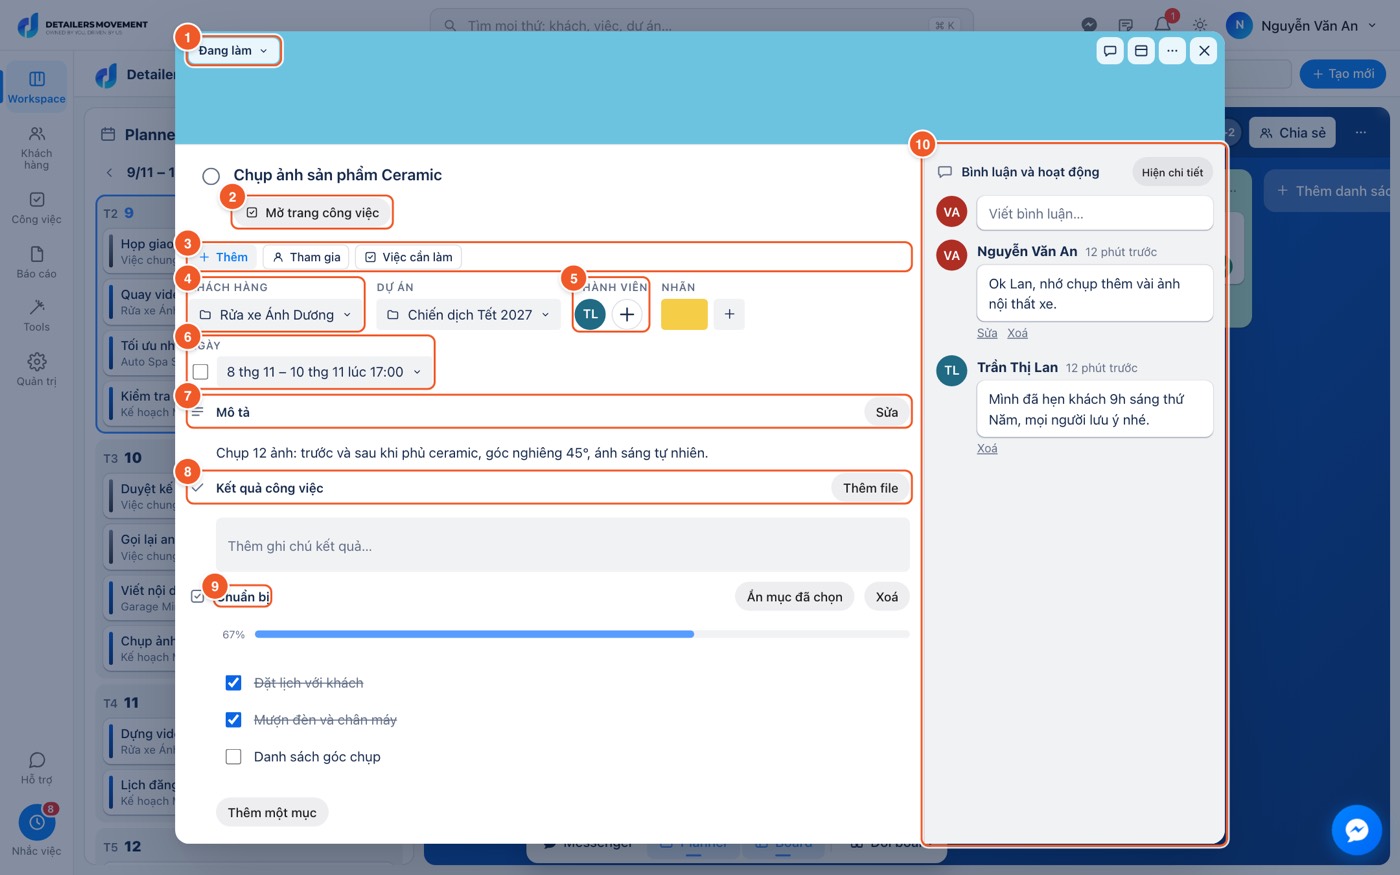 DETAILERS MOVEMENT
Tìm mọi thứ: khách, việc, dự án...
⌘ K
1
N
Nguyễn Văn An
1
Đang làm
Workspace
Detailer
+ Tạo mới
Planne
-2
Chia sẻ
Khách hàng
9/11 – 1
10
Bình luận và hoạt động
Hiện chi tiết
Chụp ảnh sản phẩm Ceramic
2
Mở trang công việc
+ Thêm danh sác
T2 9
Công việc
VA
Viết bình luận...
Họp giao
Việc chung
3
+ Thêm
Tham gia
Việc cần làm
VA
Nguyễn Văn An
12 phút trước
Ok Lan, nhớ chụp thêm vài ảnh
nội thất xe.
Sửa
Xoá
Báo cáo
4
KHÁCH HÀNG
DỰ ÁN
5
THÀNH VIÊN
NHÃN
Quay vide
Rửa xe Án
Rửa xe Ánh Dương
Chiến dịch Tết 2027
TL
+
+
Tools
6
NGÀY
Tối ưu nh
Auto Spa S
8 thg 11 – 10 thg 11 lúc 17:00
TL
Trần Thị Lan
12 phút trước
Mình đã hẹn khách 9h sáng thứ
Năm, mọi người lưu ý nhé.
Xoá
Quản trị
Kiểm tra
Kế hoạch M
7
Mô tả
Sửa
Chụp 12 ảnh: trước và sau khi phủ ceramic, góc nghiêng 45°, ánh sáng tự nhiên.
T3 10
8
Kết quả công việc
Thêm file
Duyệt kế
Việc chung
Gọi lại an
Việc chung
Thêm ghi chú kết quả...
Viết nội d
Garage Mi
9
Chuẩn bị
Ẩn mục đã chọn
Xoá
67%
Chụp ảnh
Kế hoạch M
Đặt lịch với khách
T4 11
Mượn đèn và chân máy
Dựng vide
Rửa xe Ánh
Danh sách góc chụp
Lịch đăng
Kế hoạch M
Hỗ trợ
Thêm một mục
8
Nhắc việc
T5 12
Messenger
Planner
Board